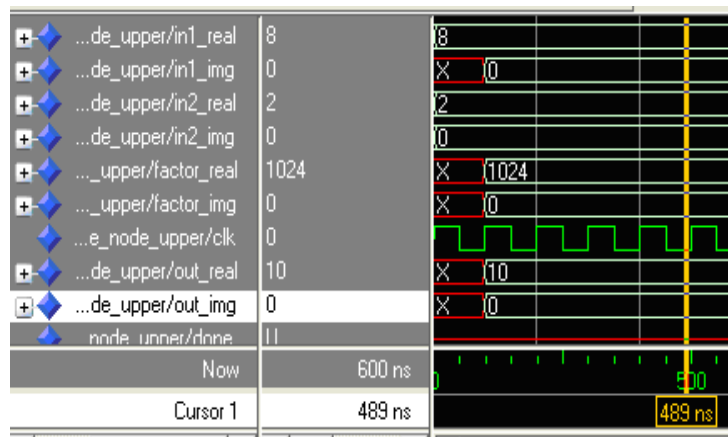 ...de_upper/in1_real 8 8
...de_upper/in1_img 0 X 0
...de_upper/in2_real 2 2
...de_upper/in2_img 0 0
..._upper/factor_real 1024 X 1024
..._upper/factor_img 0 X 0
...e_node_upper/clk 0
...de_upper/out_real 10 X 10
...de_upper/out_img 0 X 0
node_upper/done U
Now 600 ns 0 500
Cursor 1 489 ns 489 ns